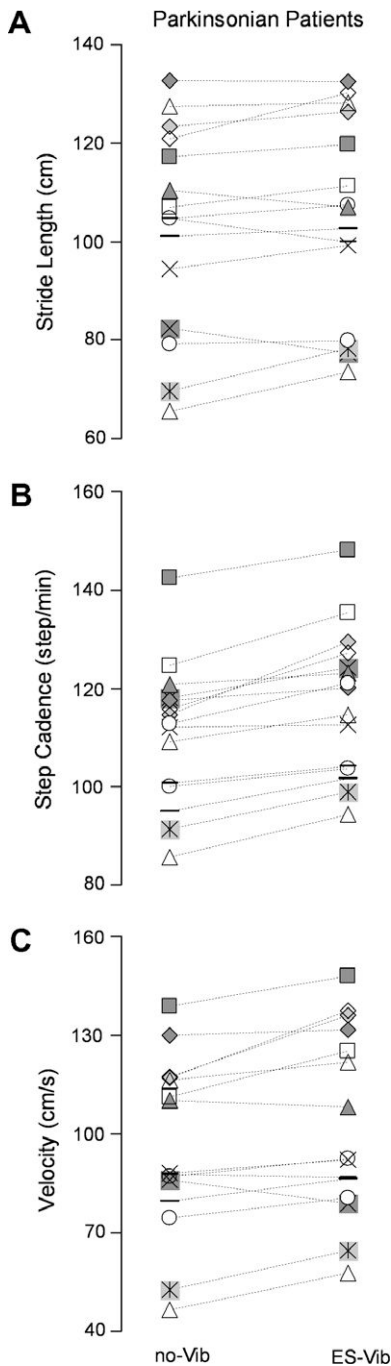 A
Parkinsonian Patients
140
120
100
80
60
Stride Length (cm)
B
160
140
120
100
80
Step Cadence (step/min)
C
160
130
100
70
40
Velocity (cm/s)
no-Vib ES-Vib